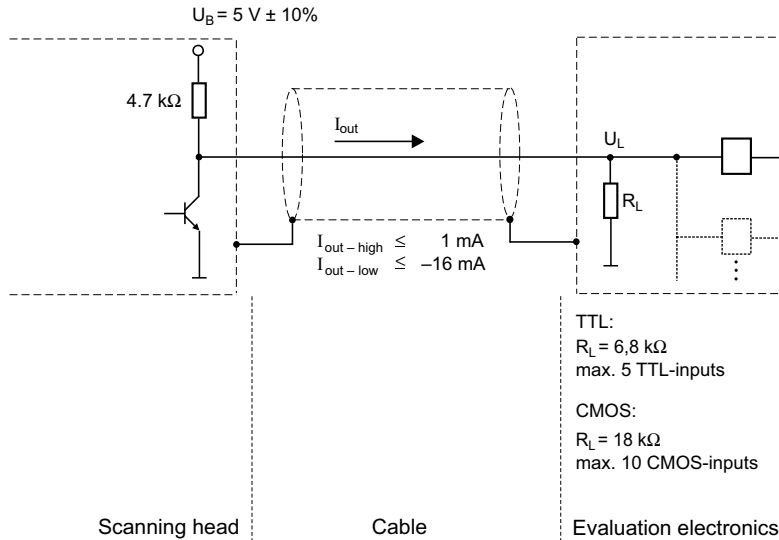 U_B = 5 V ± 10%
4.7 kΩ
I_out
U_L
R_L
I_out – high ≤ 1 mA
I_out – low ≤ –16 mA
TTL:
R_L = 6,8 kΩ
max. 5 TTL-inputs
CMOS:
R_L = 18 kΩ
max. 10 CMOS-inputs
Scanning head
Cable
Evaluation electronics